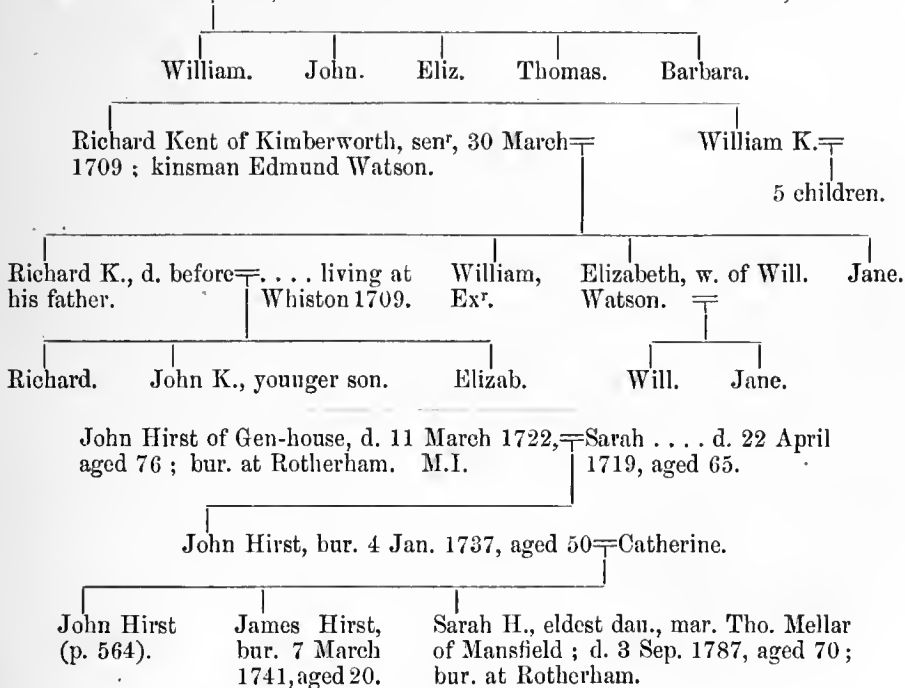 William. John. Eliz. Thomas. Barbara.
Richard Kent of Kimberworth, senʳ, 30 March William K.
1709 ; kinsman Edmund Watson.
5 children.
Richard K., d. before . . . . living at William, Elizabeth, w. of Will. Jane.
his father. Whiston 1709. Exʳ. Watson.
Richard. John K., younger son. Elizab. Will. Jane.
John Hirst of Gen-house, d. 11 March 1722, Sarah . . . . d. 22 April
aged 76 ; bur. at Rotherham. M.I. 1719, aged 65.
John Hirst, bur. 4 Jan. 1737, aged 50 Catherine.
John Hirst James Hirst, Sarah H., eldest dau., mar. Tho. Mellar
(p. 564). bur. 7 March of Mansfield ; d. 3 Sep. 1787, aged 70 ;
1741, aged 20. bur. at Rotherham.